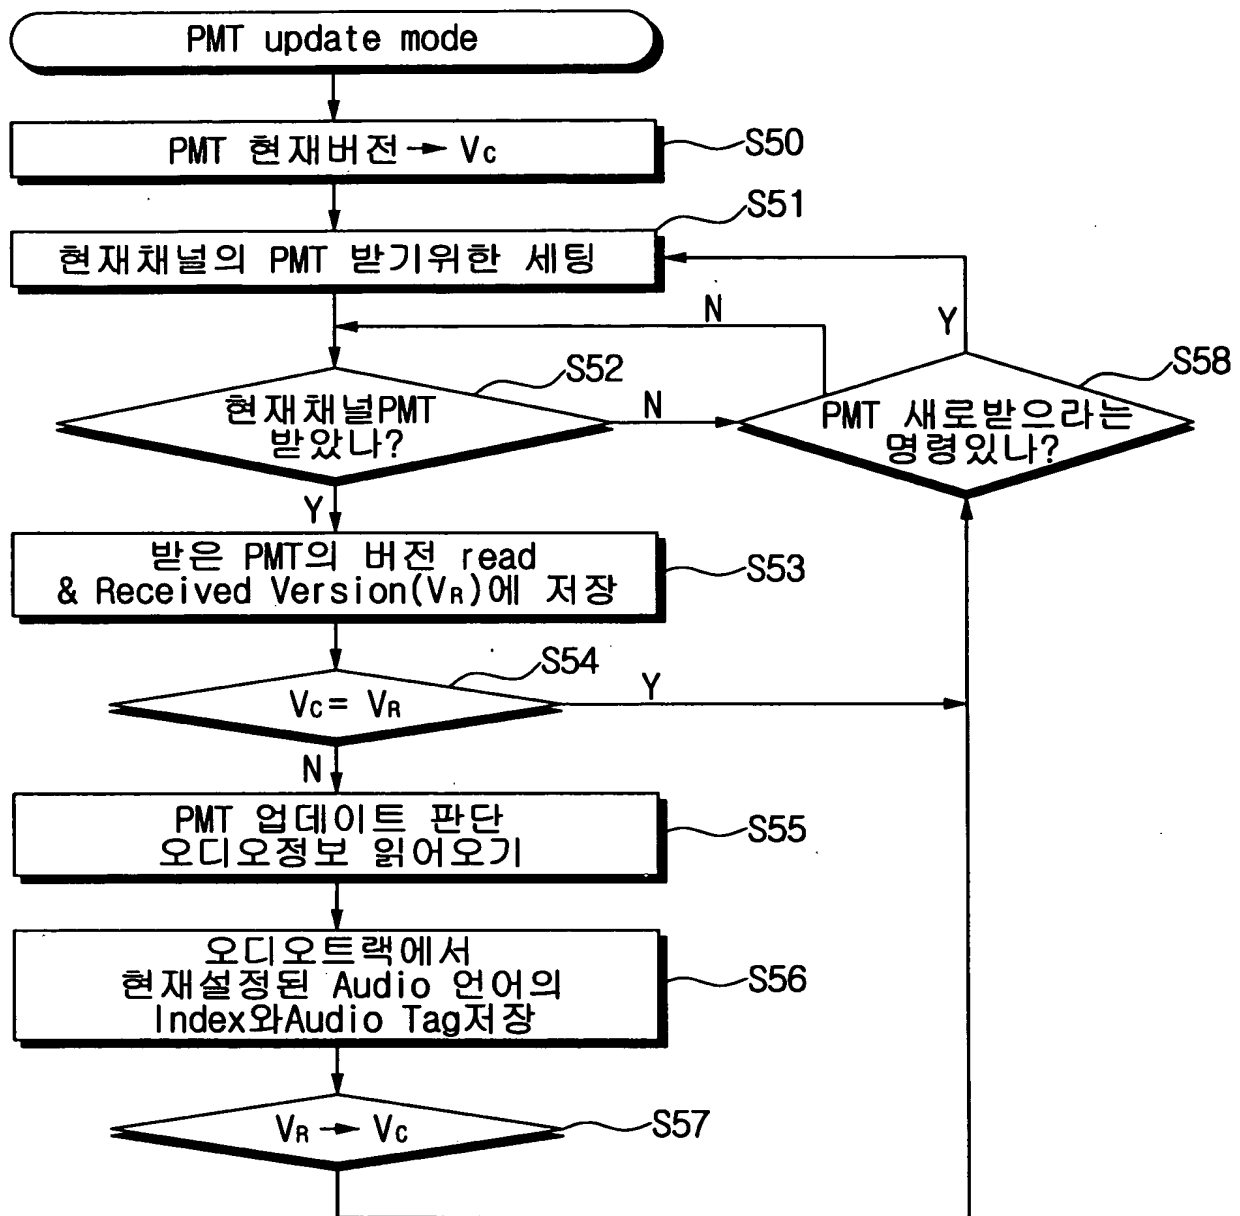 PMT update mode
PMT 현재버전→ Vc
S50
S51
현재채널의 PMT 받기위한 세팅
N
Y
S52
S58
현재채널PMT
받았나?
N
PMT 새로받으라는
명령있나?
Y
받은 PMT의 버전 read
& Received Version(VR)에 저장
S53
S54
Vc= VR
Y
N
PMT 업데이트 판단
오디오정보 읽어오기
S55
오디오트랙에서
현재설정된 Audio 언어의
Index와Audio Tag저장
S56
VR → Vc
S57